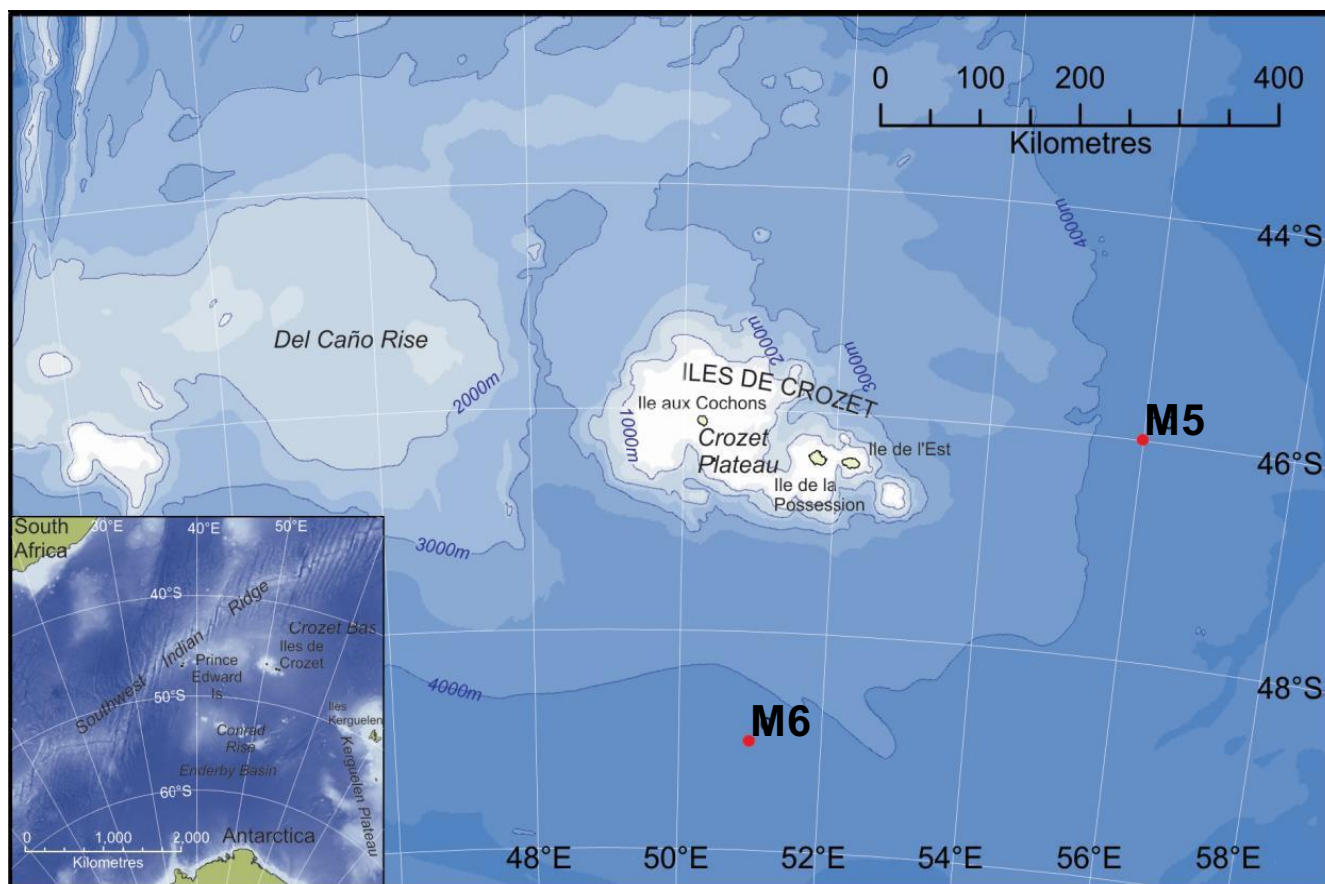 0 100 200 400
Kilometres
4000m
44°S
Del Caño Rise
2000m
2000m
3000m
ILES DE CROZET
Ile aux Cochons
1000m
Crozet
Plateau
Ile de l'Est
Ile de la
Possession
M5
46°S
3000m
4000m
M6
48°S
48°E 50°E 52°E 54°E 56°E 58°E
South
Africa
30°E 40°E 50°E
40°S
Southwest Indian Ridge
Crozet Bas
Iles de
Crozet
Prince
Edward
Is
50°S
Iles
Kerguelen
Conrad
Rise
Enderby Basin
Kerguelen Plateau
60°S
0 1,000 2,000
Kilometres
Antarctica